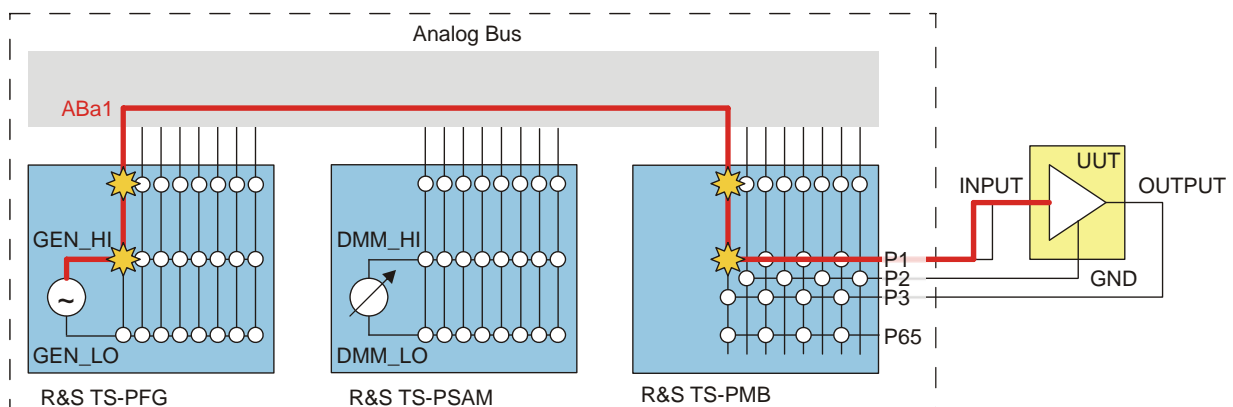 Analog Bus
ABa1
UUT
INPUT
OUTPUT
GEN_HI
DMM_HI
P1
P2
GND
~
P3
P65
GEN_LO
DMM_LO
R&S TS-PFG
R&S TS-PSAM
R&S TS-PMB